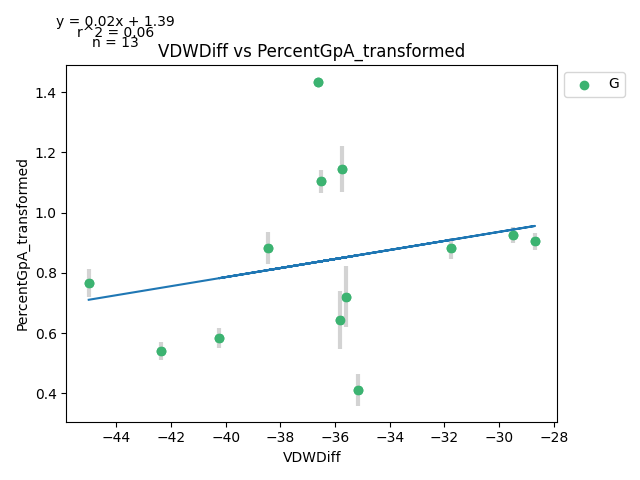 y = 0.02x + 1.39
r^2 = 0.06
n = 13
VDWDiff vs PercentGpA_transformed
G
PercentGpA_transformed
1.4
1.2
1.0
0.8
0.6
0.4
−44 −42 −40 −38 −36 −34 −32 −30 −28
VDWDiff